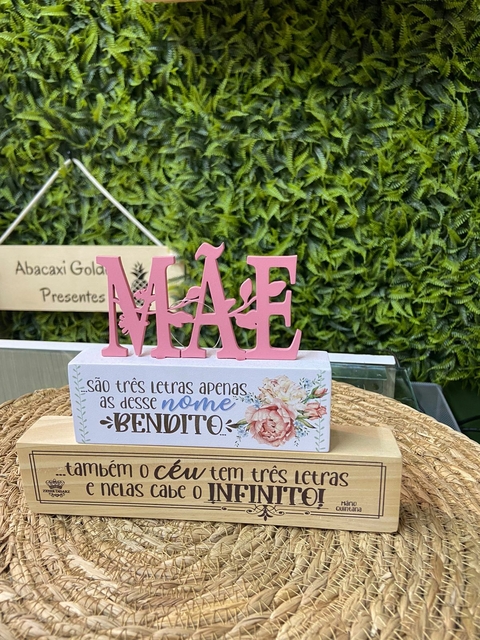 Abacaxi Gold
Presentes
MÃE
...são três letras apenas,
as desse nome
BENDITO...
...também o céu tem três letras
e nelas cabe o INFINITO!
Mário
Quintana